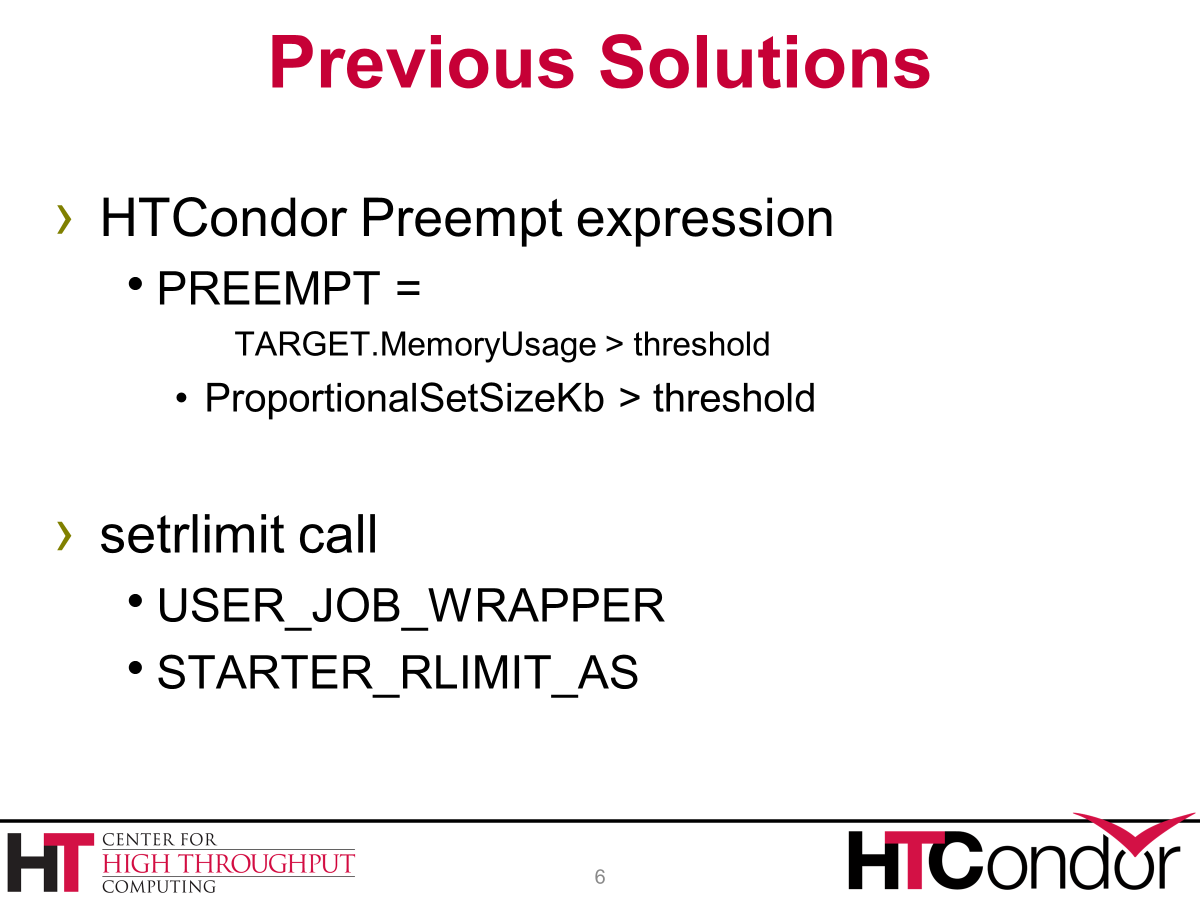 Previous Solutions
› HTCondor Preempt expression
• PREEMPT =
TARGET.MemoryUsage > threshold
• ProportionalSetSizeKb > threshold
› setrlimit call
• USER_JOB_WRAPPER
• STARTER_RLIMIT_AS
HT
CENTER FOR
HIGH THROUGHPUT
COMPUTING
6
HTCondor